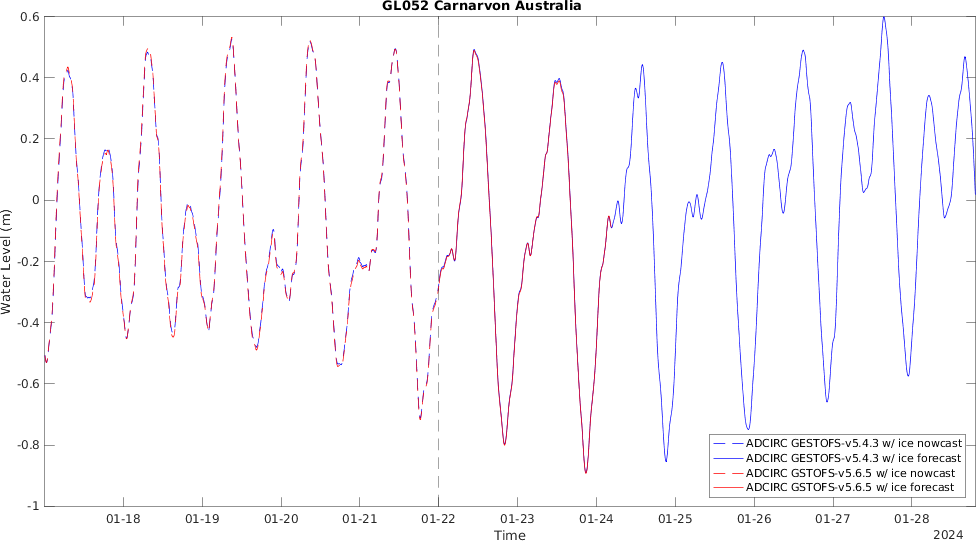 GL052 Carnarvon Australia
Water Level (m)
0.6
0.4
0.2
0
-0.2
-0.4
-0.6
-0.8
-1
ADCIRC GESTOFS-v5.4.3 w/ ice nowcast
ADCIRC GESTOFS-v5.4.3 w/ ice forecast
ADCIRC GSTOFS-v5.6.5 w/ ice nowcast
ADCIRC GSTOFS-v5.6.5 w/ ice forecast
01-18 01-19 01-20 01-21 01-22 01-23 01-24 01-25 01-26 01-27 01-28
Time
2024